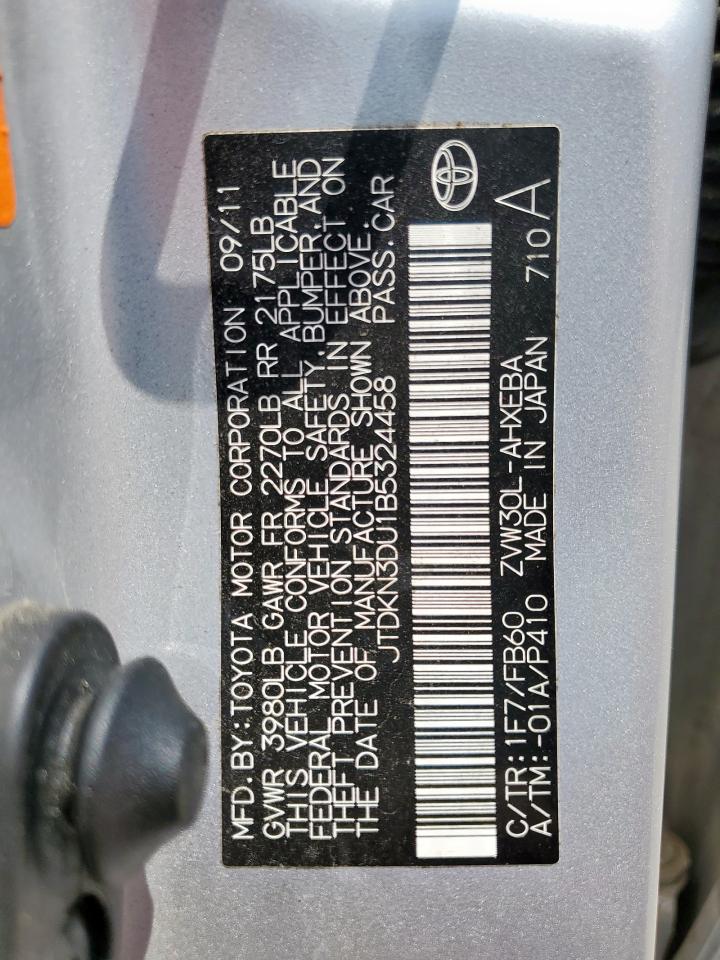 MFD. BY: TOYOTA MOTOR CORPORATION 09/11
GVWR 3980LB GAWR FR 2270LB RR 2175LB
THIS VEHICLE CONFORMS TO ALL APPLICABLE
FEDERAL MOTOR VEHICLE SAFETY, BUMPER, AND
THEFT PREVENTION STANDARDS IN EFFECT ON
THE DATE OF MANUFACTURE SHOWN ABOVE.
JTDKN3DU1B5324458 PASS. CAR
C/TR: 1F7/FB60 ZVW30L-AHXEBA
A/TM: -01A/P410 MADE IN JAPAN 710 A